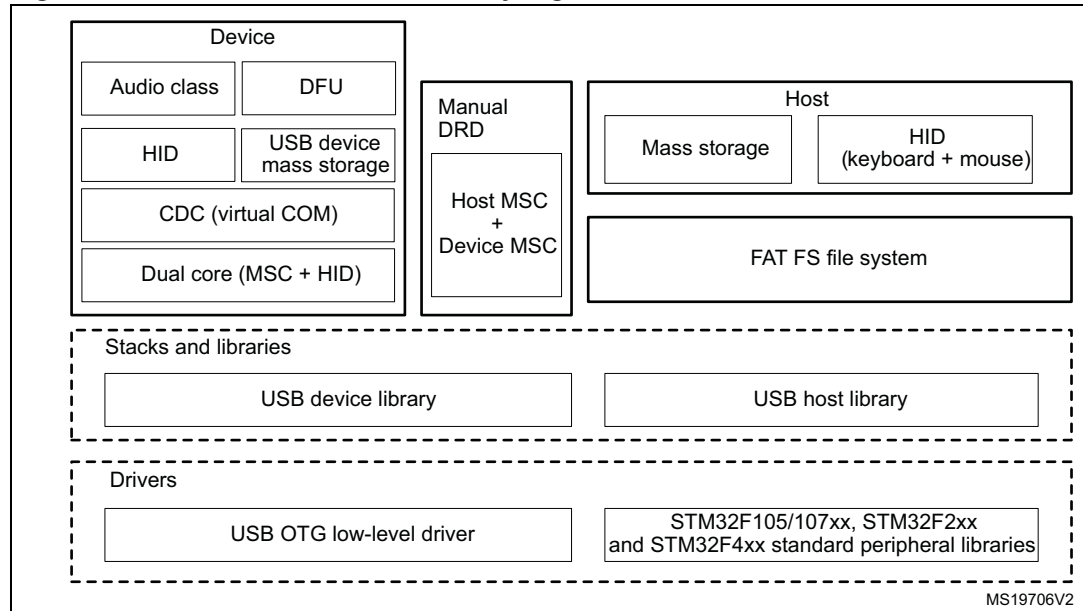 Device
Audio class
DFU
HID
USB device
mass storage
CDC (virtual COM)
Dual core (MSC + HID)
Manual
DRD
Host MSC
+
Device MSC
Host
Mass storage
HID
(keyboard + mouse)
FAT FS file system
Stacks and libraries
USB device library
USB host library
Drivers
USB OTG low-level driver
STM32F105/107xx, STM32F2xx
and STM32F4xx standard peripheral libraries
MS19706V2